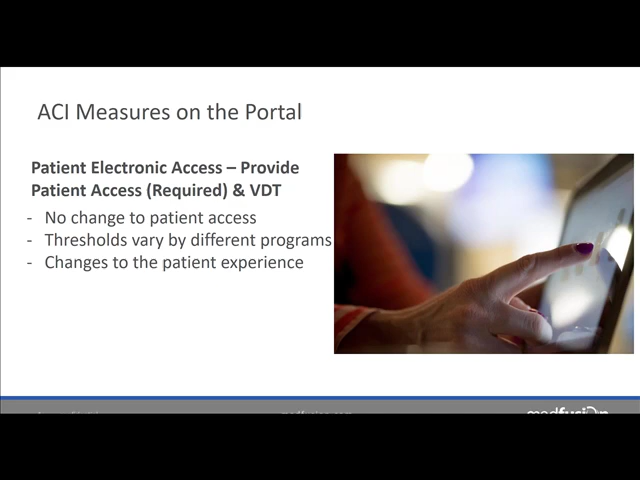 ACI Measures on the Portal
Patient Electronic Access – Provide
Patient Access (Required) & VDT
- No change to patient access
- Thresholds vary by different programs
- Changes to the patient experience
medfusion